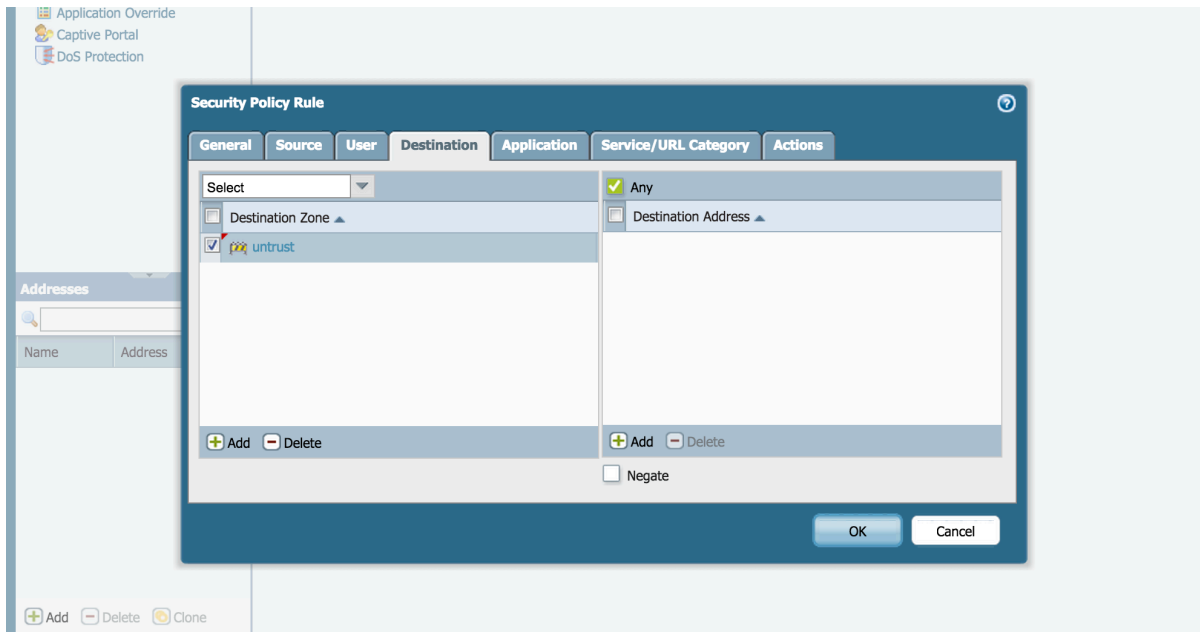 Application Override
Captive Portal
DoS Protection
Security Policy Rule
General Source User Destination Application Service/URL Category Actions
Select
Any
Destination Zone
Destination Address
untrust
Addresses
Name Address
Add Delete
Add Delete
Negate
OK Cancel
Add Delete Clone